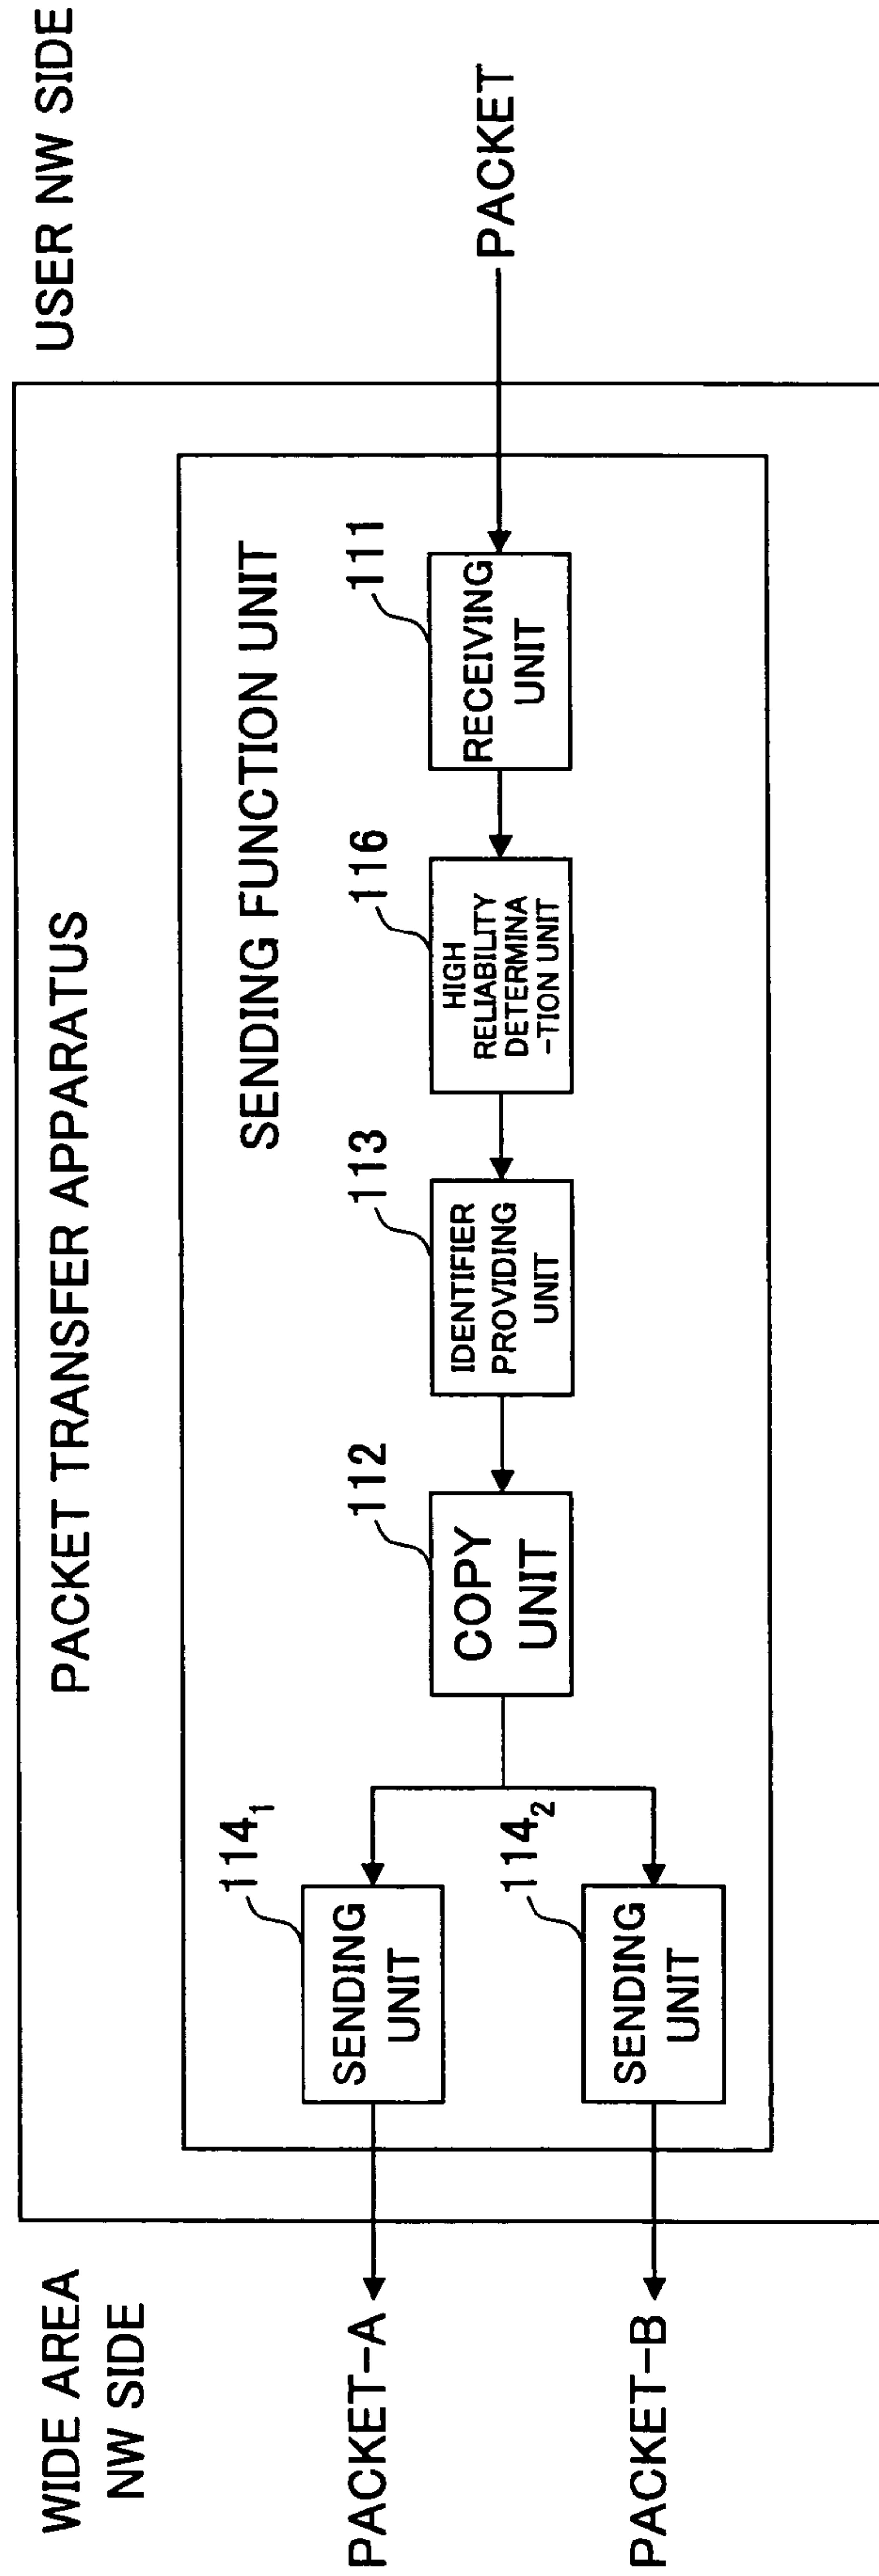 WIDE AREA
NW SIDE
PACKET TRANSFER APPARATUS
USER NW SIDE
SENDING FUNCTION UNIT
114₁
SENDING
UNIT
PACKET-A
114₂
SENDING
UNIT
PACKET-B
112
COPY
UNIT
113
IDENTIFIER
PROVIDING
UNIT
116
HIGH
RELIABILITY
DETERMINA
-TION UNIT
111
RECEIVING
UNIT
PACKET